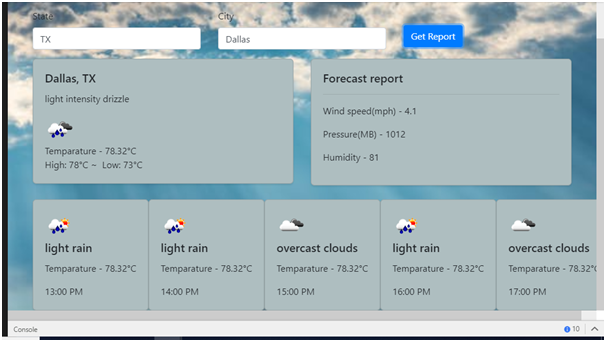 State
City
TX
Dallas
Get Report
Dallas, TX
light intensity drizzle
Temparature - 78.32°C
High: 78°C ~ Low: 73°C
Forecast report
Wind speed(mph) - 4.1
Pressure(MB) - 1012
Humidity - 81
light rain
Temparature - 78.32°C
13:00 PM
light rain
Temparature - 78.32°C
14:00 PM
overcast clouds
Temparature - 78.32°C
15:00 PM
light rain
Temparature - 78.32°C
16:00 PM
overcast clouds
Temparature - 78.32°C
17:00 PM
Console
10